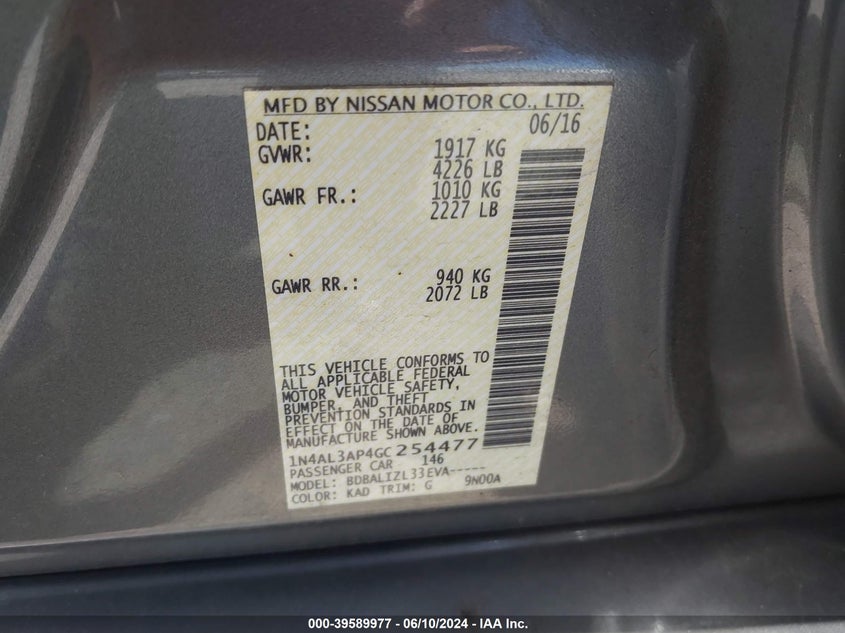 MFD BY NISSAN MOTOR CO., LTD.
DATE: 06/16
GVWR: 1917 KG
4226 LB
GAWR FR.: 1010 KG
2227 LB
GAWR RR.: 940 KG
2072 LB
THIS VEHICLE CONFORMS TO
ALL APPLICABLE FEDERAL
MOTOR VEHICLE SAFETY,
BUMPER, AND THEFT
PREVENTION STANDARDS IN
EFFECT ON THE DATE OF
MANUFACTURE SHOWN ABOVE.
1N4AL3AP4GC254477
PASSENGER CAR 146
MODEL: BDBALIZL33EVA-----
COLOR: KAD TRIM: G 9N00A
000-39589977 - 06/10/2024 - IAA Inc.